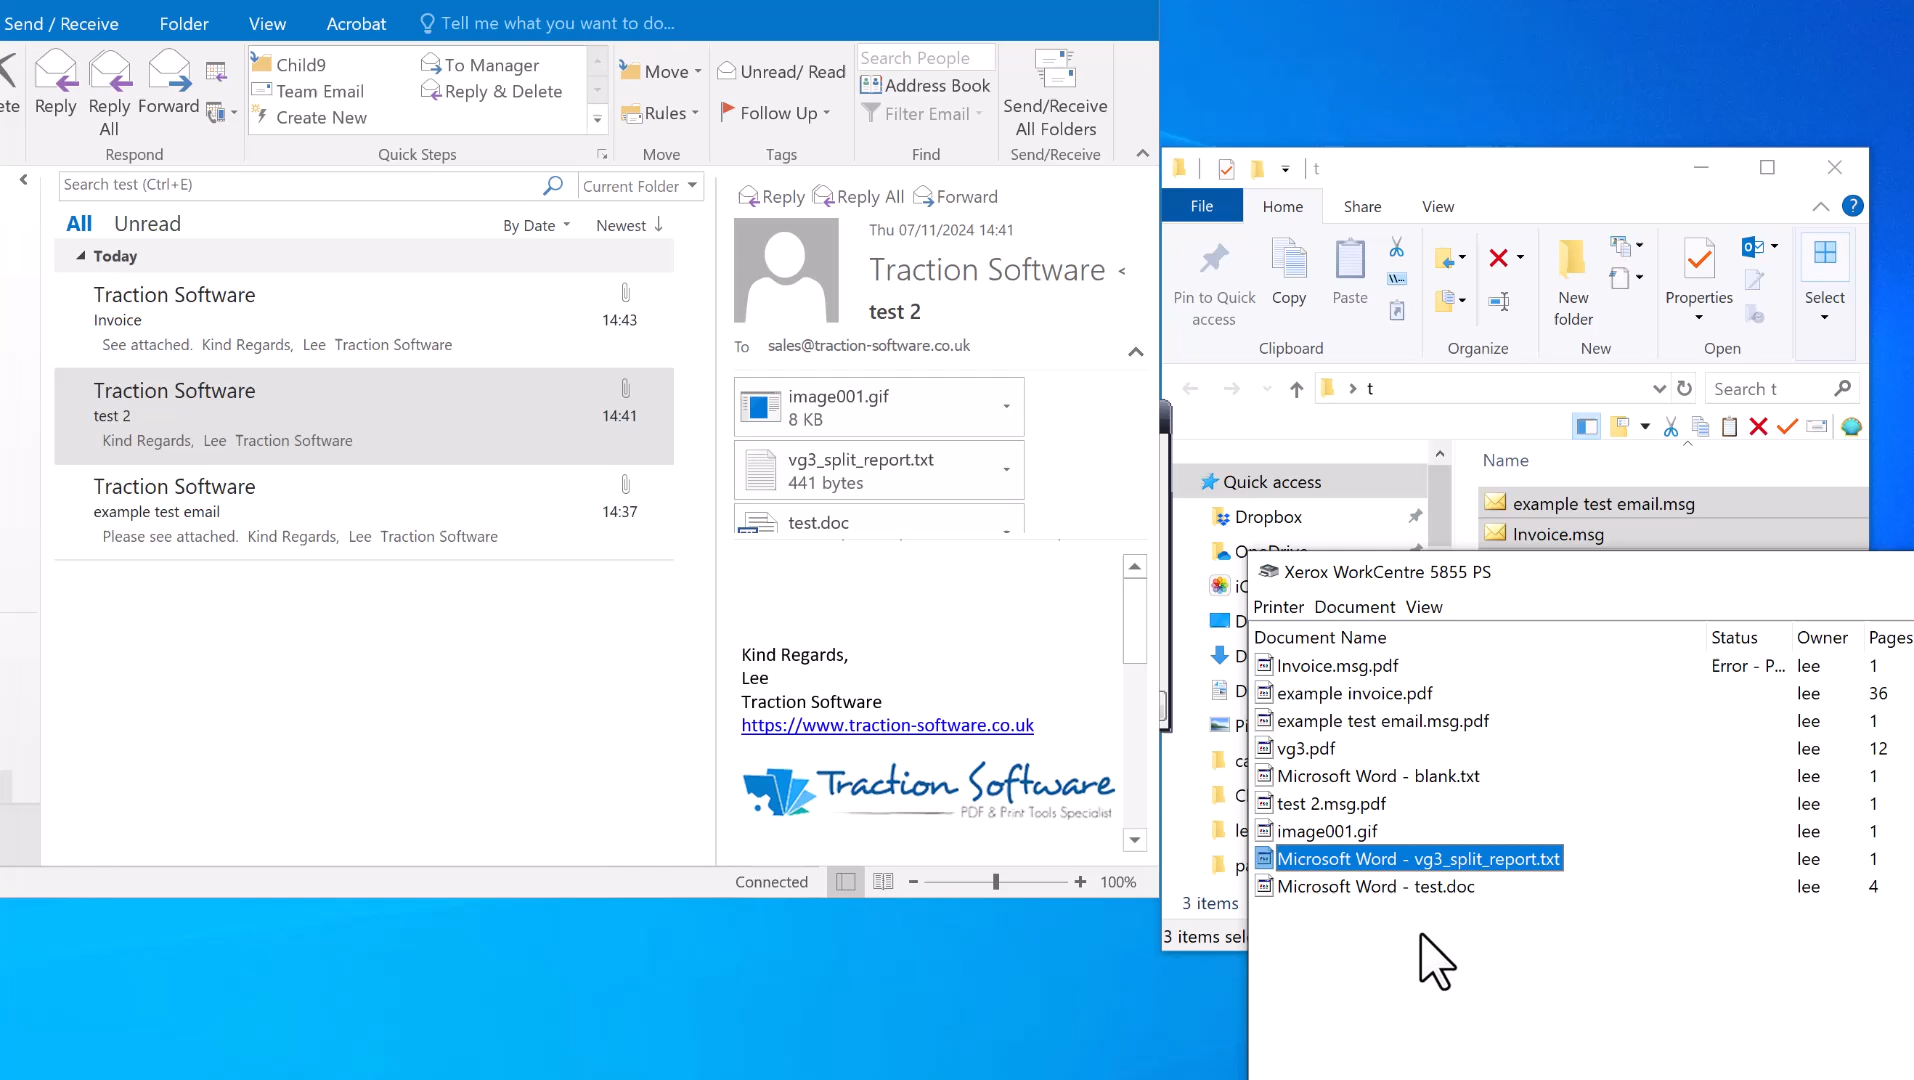 Send / Receive Folder View Acrobat Tell me what you want to do...
ete
Reply
Reply All
Forward
Respond
Child9
Team Email
Create New
To Manager
Reply & Delete
Quick Steps
Move
Rules
Move
Unread/ Read
Follow Up
Tags
Search People
Address Book
Filter Email
Find
Send/Receive
All Folders
Send/Receive
Search test (Ctrl+E)
Current Folder
All Unread
By Date Newest
Today
Traction Software
Invoice 14:43
See attached. Kind Regards, Lee Traction Software
Traction Software
test 2 14:41
Kind Regards, Lee Traction Software
Traction Software
example test email 14:37
Please see attached. Kind Regards, Lee Traction Software
Reply Reply All Forward
Thu 07/11/2024 14:41
Traction Software <
test 2
To sales@traction-software.co.uk
image001.gif
8 KB
vg3_split_report.txt
441 bytes
test.doc
Kind Regards,
Lee
Traction Software
https://www.traction-software.co.uk
Traction Software
PDF & Print Tools Specialist
Connected
100%
t
File Home Share View
Pin to Quick access
Copy
Paste
Clipboard
Organize
New folder
New
Properties
Open
Select
t
Search t
Quick access
Dropbox
OneDrive
iC
D
D
D
Pi
ca
C
le
pa
Name
example test email.msg
Invoice.msg
3 items
3 items sel
Xerox WorkCentre 5855 PS
Printer Document View
Document Name Status Owner Pages
Invoice.msg.pdf Error - P... lee 1
example invoice.pdf lee 36
example test email.msg.pdf lee 1
vg3.pdf lee 12
Microsoft Word - blank.txt lee 1
test 2.msg.pdf lee 1
image001.gif lee 1
Microsoft Word - vg3_split_report.txt lee 1
Microsoft Word - test.doc lee 4